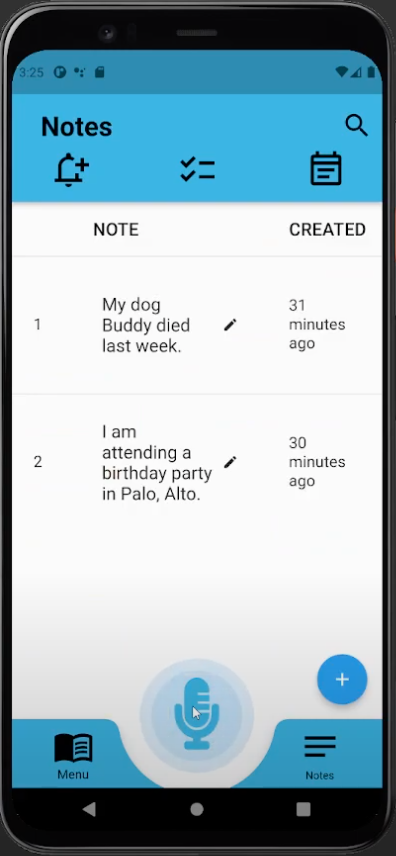 3:25
Notes
NOTE CREATED
1
My dog
Buddy died
last week.
31
minutes
ago
2
I am
attending a
birthday party
in Palo, Alto.
30
minutes
ago
+
Menu
Notes